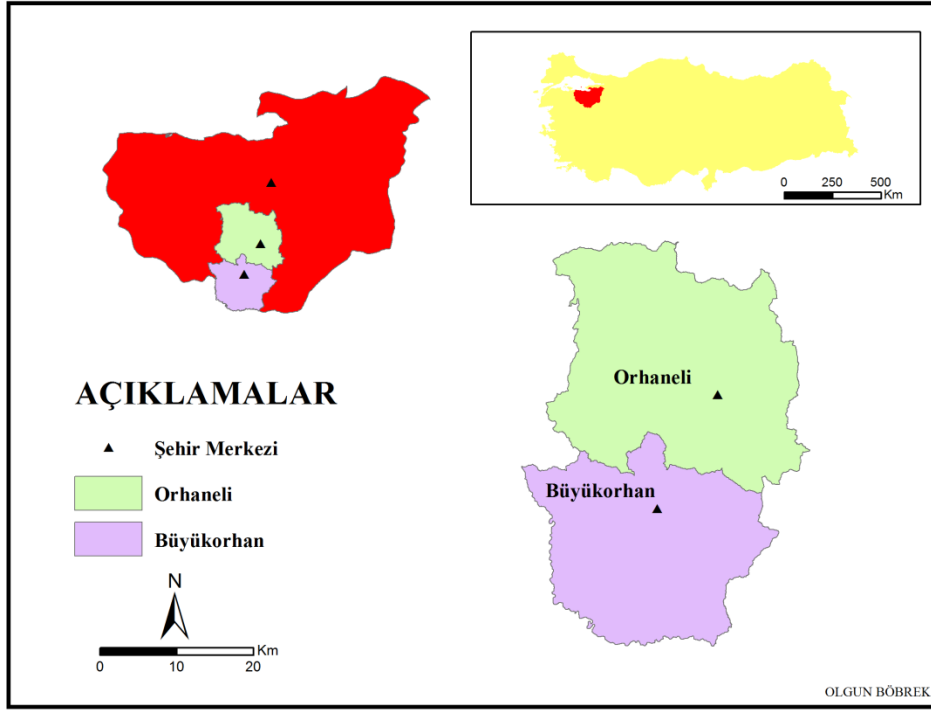 0 250 500
Km
Orhaneli
Büyükorhan
AÇIKLAMALAR
Şehir Merkezi
Orhaneli
Büyükorhan
N
Km
0 10 20
OLGUN BÖBREK